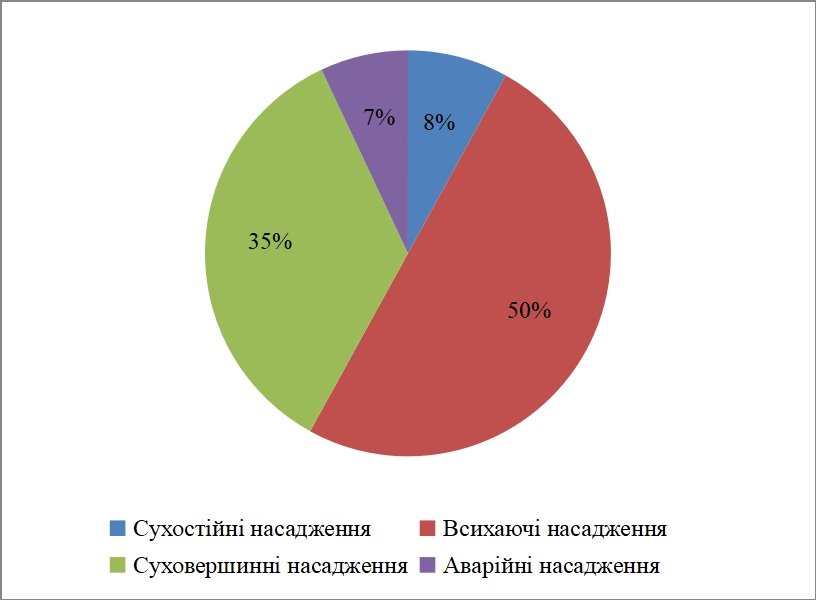 7%
8%
35%
50%
Сухостійні насадження
Всихаючі насадження
Суховершинні насадження
Аварійні насадження